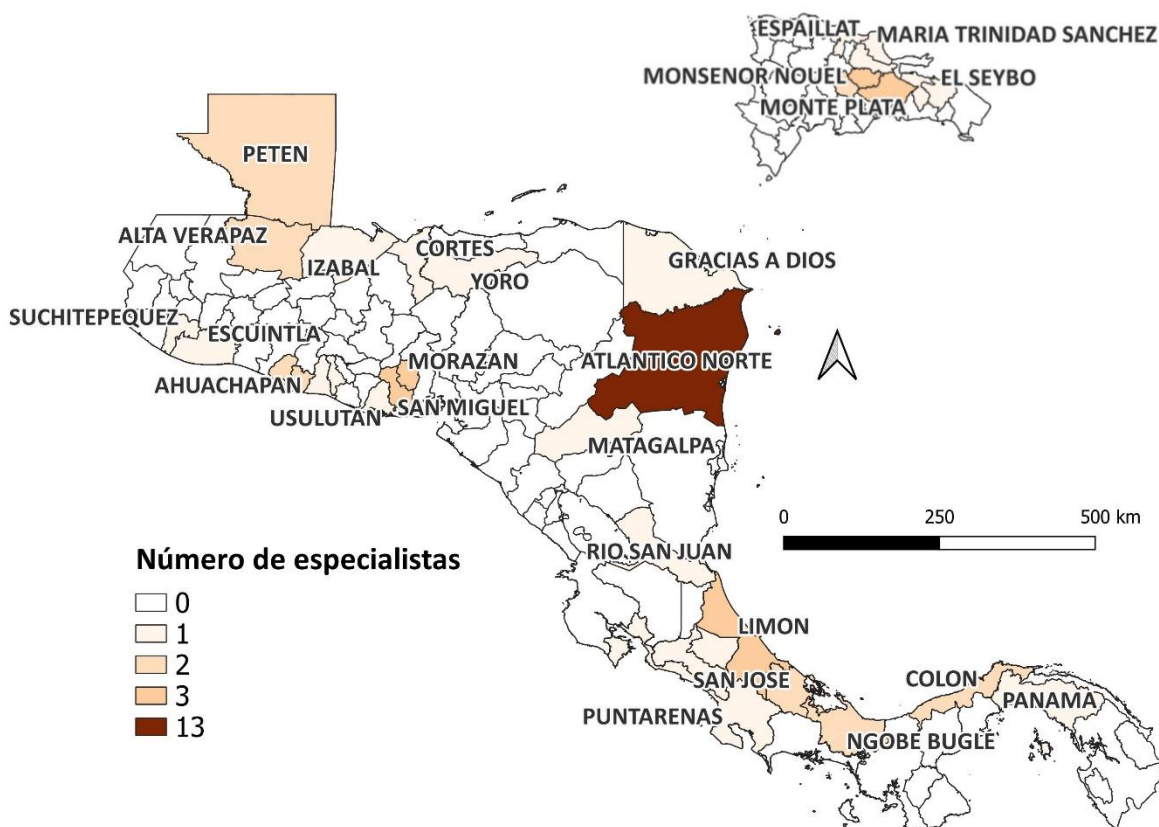 ESPAILLAT
MARIA TRINIDAD SANCHEZ
MONSENOR NOUEL
EL SEYBO
MONTE PLATA
PETEN
ALTA VERAPAZ
CORTES
IZABAL
GRACIAS A DIOS
YORO
SUCHITEPEQUEZ
ESCUINTLA
MORAZAN
ATLANTICO NORTE
AHUACHAPAN
SAN MIGUEL
USULUTAN
MATAGALPA
0 250 500 km
RIO SAN JUAN
Número de especialistas
0
1
2
3
13
LIMON
SAN JOSE
COLON
PANAMA
PUNTARENAS
NGOBE BUGLE